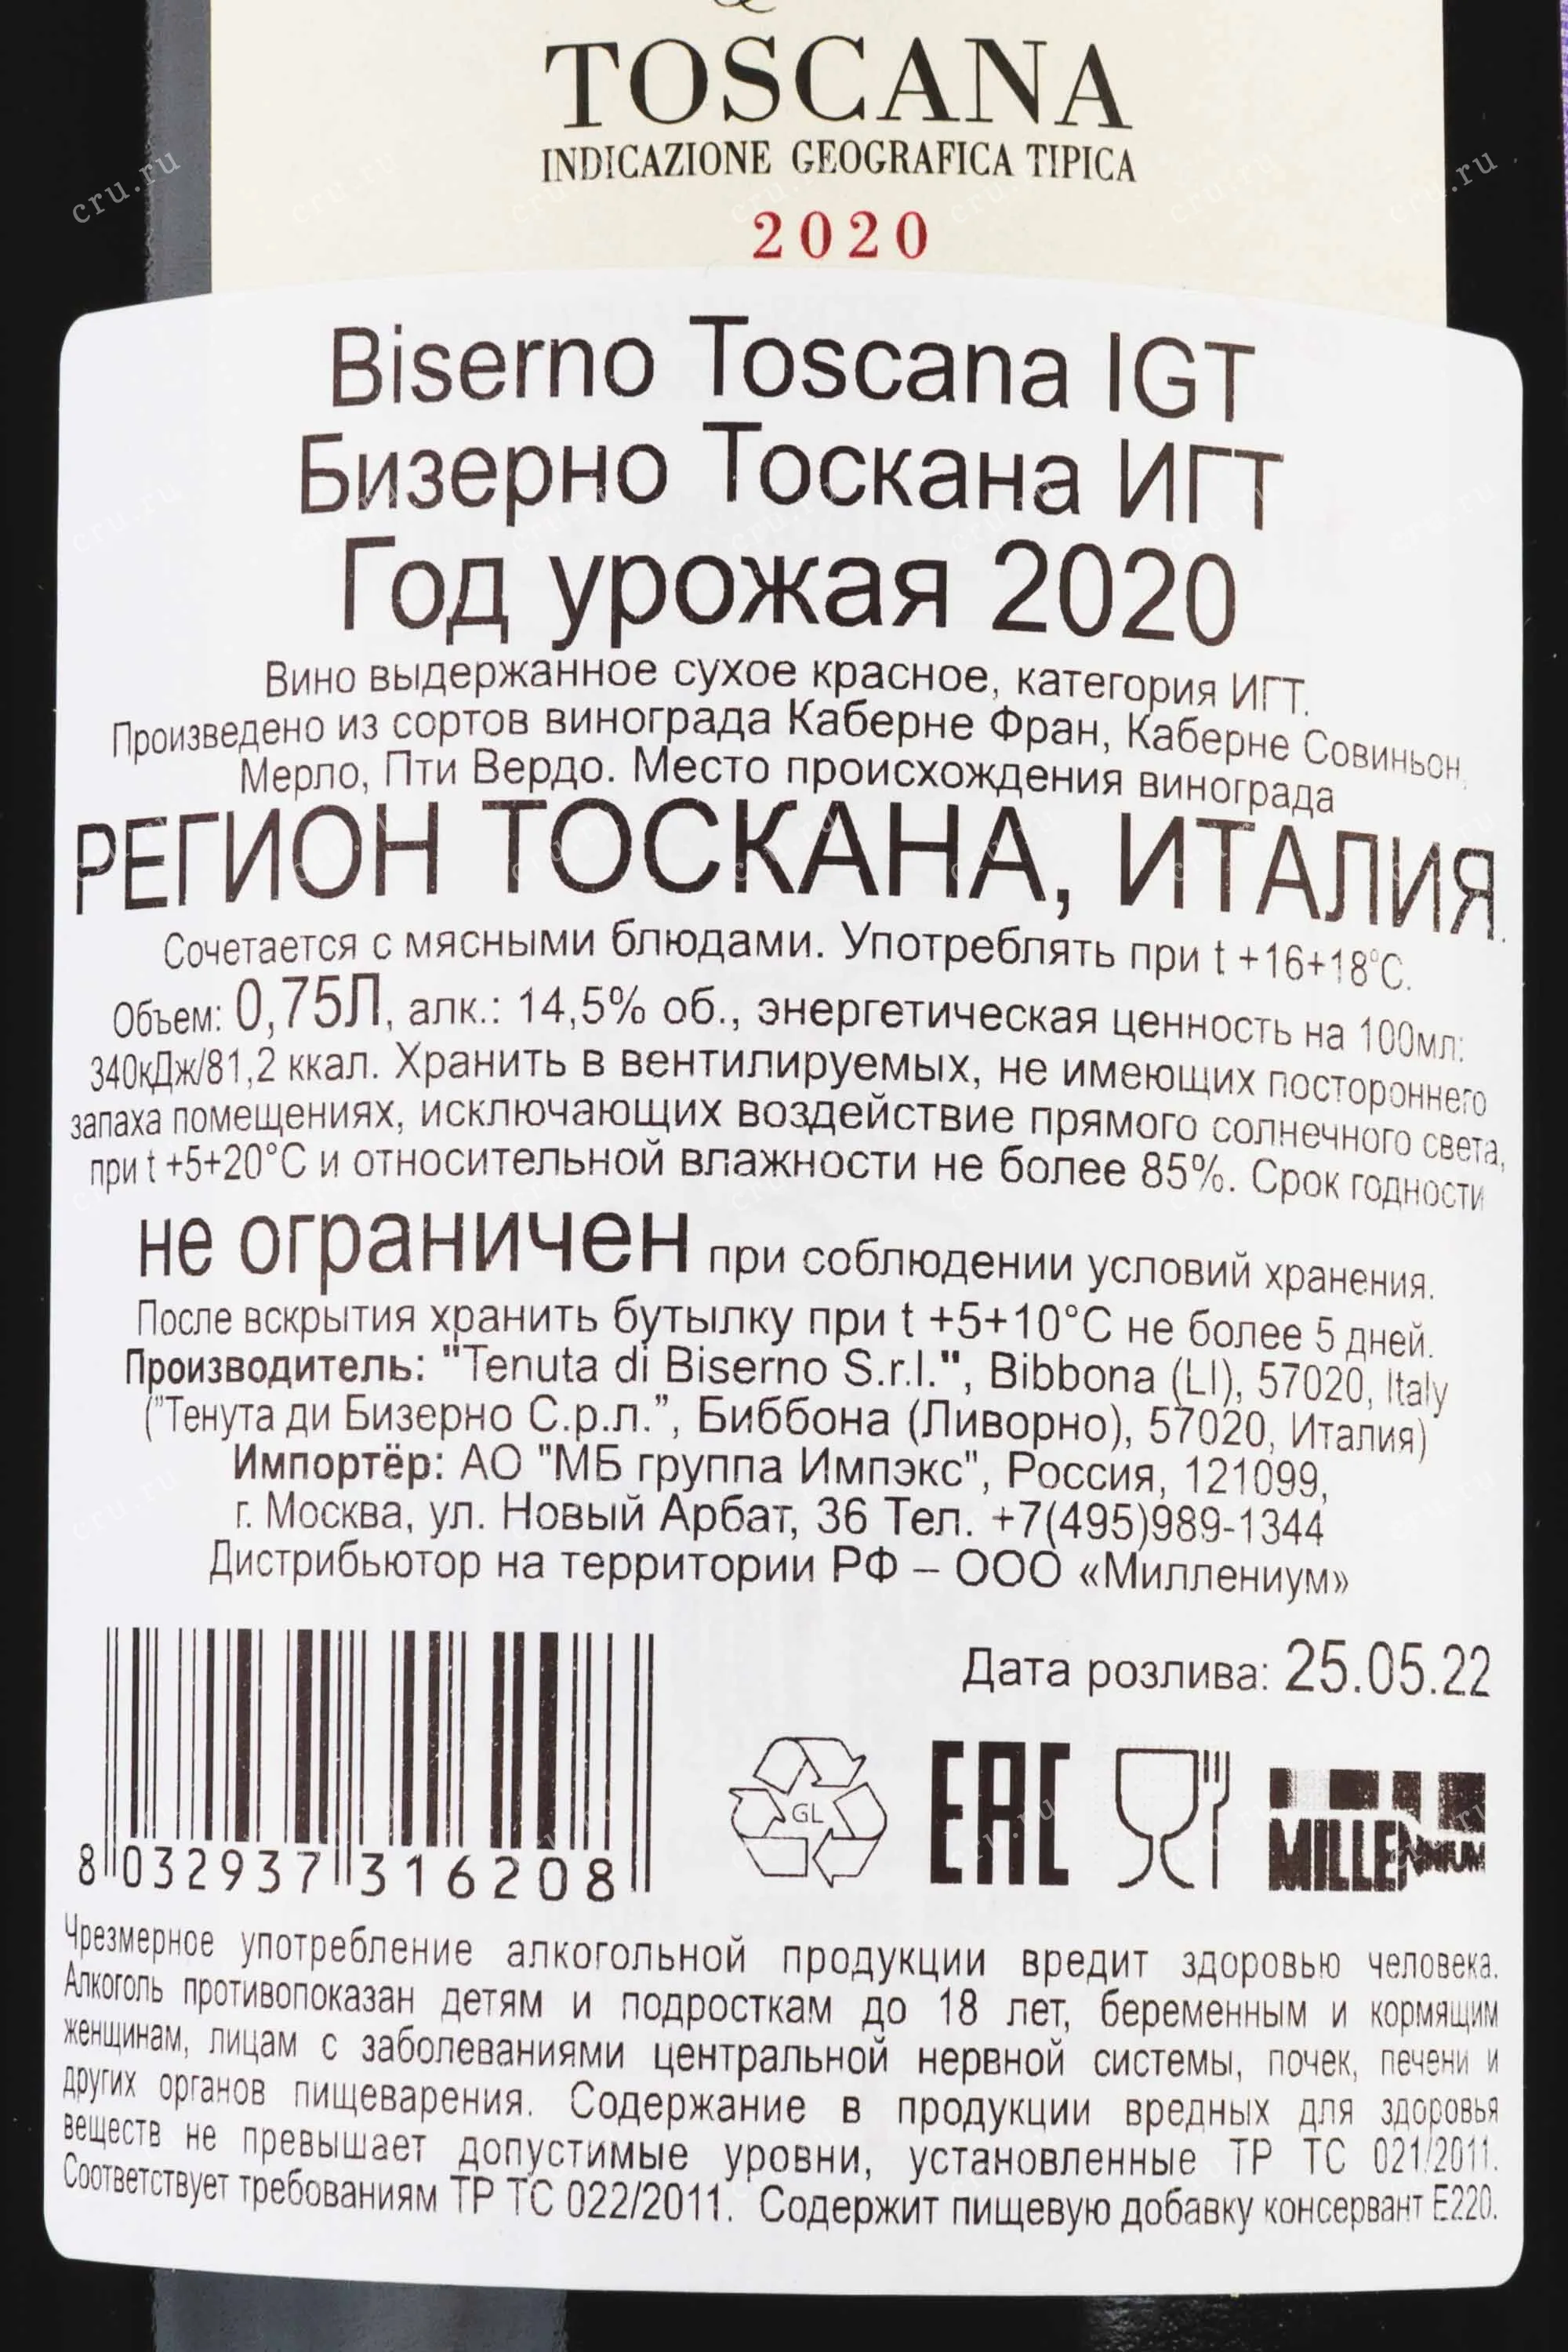 TOSCANA
INDICAZIONE GEOGRAFICA TIPICA
2020
Biserno Toscana IGT
Бизерно Тоскана ИГТ
Год урожая 2020
Вино выдержанное сухое красное, категория ИГТ.
Произведено из сортов винограда Каберне Фран, Каберне Совиньон,
Мерло, Пти Вердо. Место происхождения винограда
РЕГИОН ТОСКАНА, ИТАЛИЯ.
Сочетается с мясными блюдами. Употреблять при t +16+18°C.
Объем: 0,75Л, алк.: 14,5% об., энергетическая ценность на 100мл:
340кДж/81,2 ккал. Хранить в вентилируемых, не имеющих постороннего
запаха помещениях, исключающих воздействие прямого солнечного света,
при t +5+20°C и относительной влажности не более 85%. Срок годности
не ограничен при соблюдении условий хранения.
После вскрытия хранить бутылку при t +5+10°C не более 5 дней.
Производитель: "Tenuta di Biserno S.r.l.", Bibbona (LI), 57020, Italy
("Тенута ди Бизерно С.р.л.”, Биббона (Ливорно), 57020, Италия)
Импортёр: АО "МБ группа Импэкс", Россия, 121099,
г. Москва, ул. Новый Арбат, 36 Тел. +7(495)989-1344
Дистрибьютор на территории РФ – ООО «Миллениум»
Дата розлива: 25.05.22
GL
EAC
MILLENNIUM
8 032937 316208
Чрезмерное употребление алкогольной продукции вредит здоровью человека.
Алкоголь противопоказан детям и подросткам до 18 лет, беременным и кормящим
женщинам, лицам с заболеваниями центральной нервной системы, почек, печени и
других органов пищеварения. Содержание в продукции вредных для здоровья
веществ не превышает допустимые уровни, установленные ТР ТС 021/2011.
Соответствует требованиям ТР ТС 022/2011. Содержит пищевую добавку консервант Е220.
cru.ru